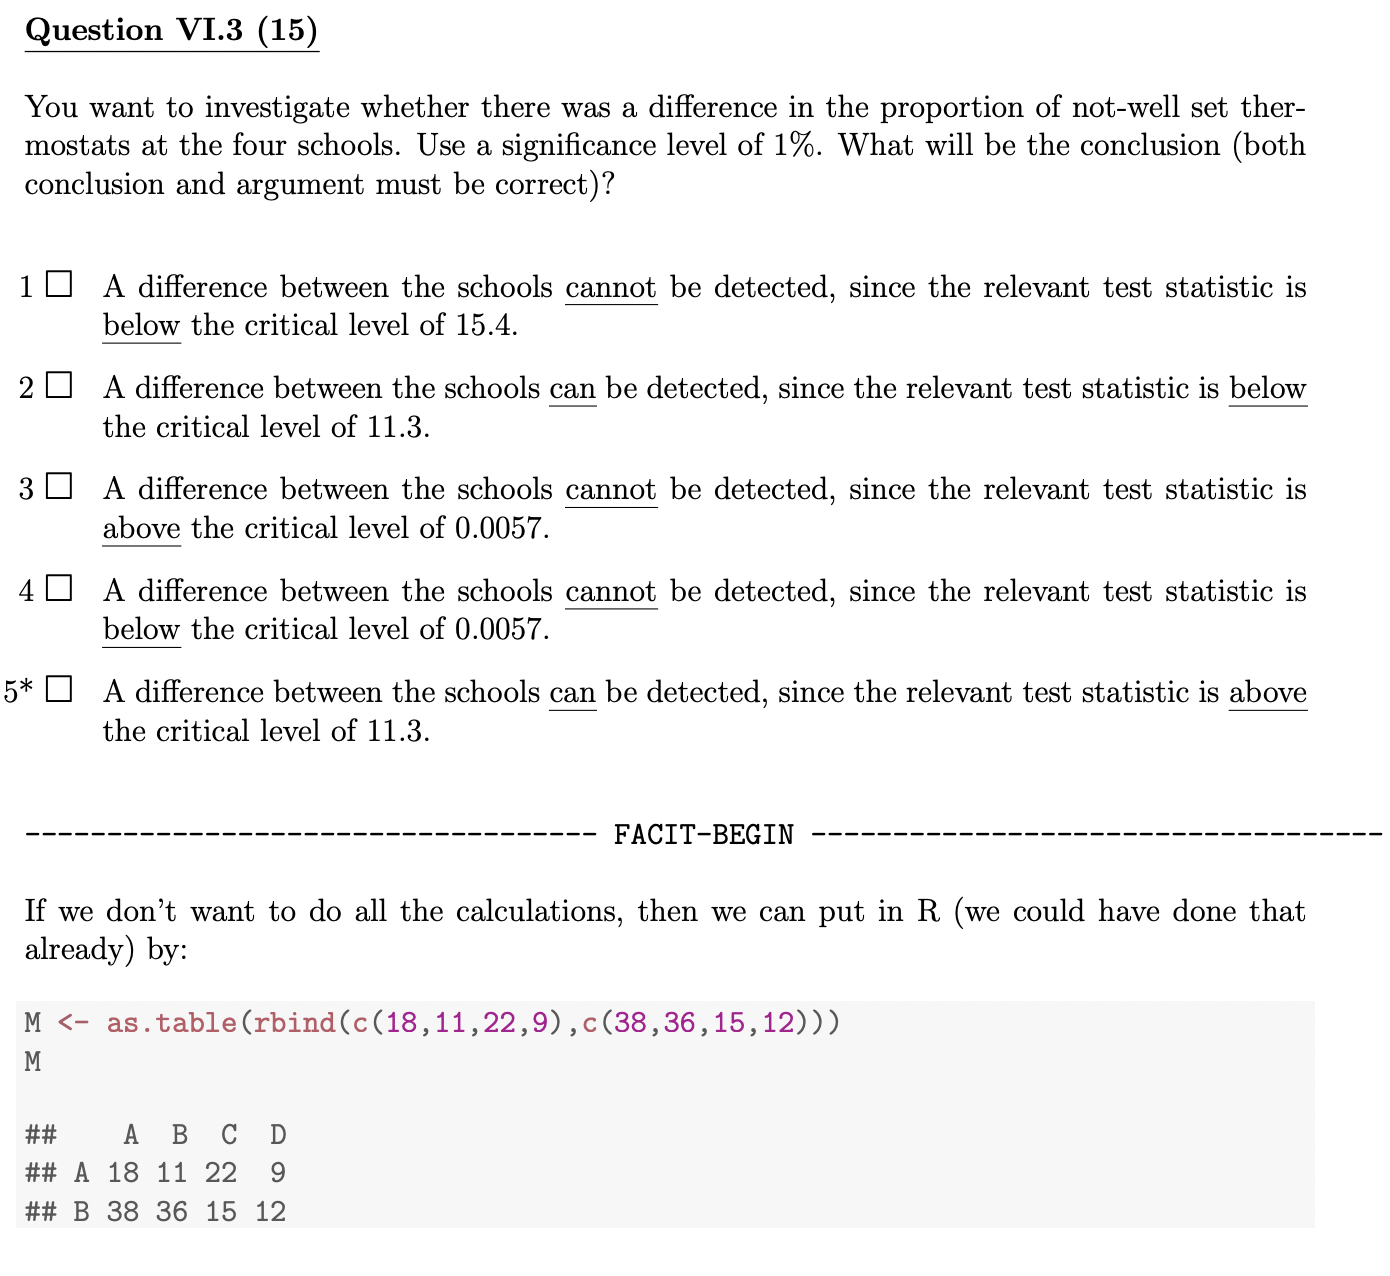 Question VI.3 (15)
You want to investigate whether there was a difference in the proportion of not-well set ther-
mostats at the four schools. Use a significance level of 1%. What will be the conclusion (both
conclusion and argument must be correct)?
1 □ A difference between the schools cannot be detected, since the relevant test statistic is
below the critical level of 15.4.
2 □ A difference between the schools can be detected, since the relevant test statistic is below
the critical level of 11.3.
3 □ A difference between the schools cannot be detected, since the relevant test statistic is
above the critical level of 0.0057.
4 □ A difference between the schools cannot be detected, since the relevant test statistic is
below the critical level of 0.0057.
5* □ A difference between the schools can be detected, since the relevant test statistic is above
the critical level of 11.3.
----------------------------------- FACIT-BEGIN -----------------------------------
If we don't want to do all the calculations, then we can put in R (we could have done that
already) by:
M <- as.table(rbind(c(18,11,22,9),c(38,36,15,12)))
M
##    A  B  C  D
## A 18 11 22  9
## B 38 36 15 12